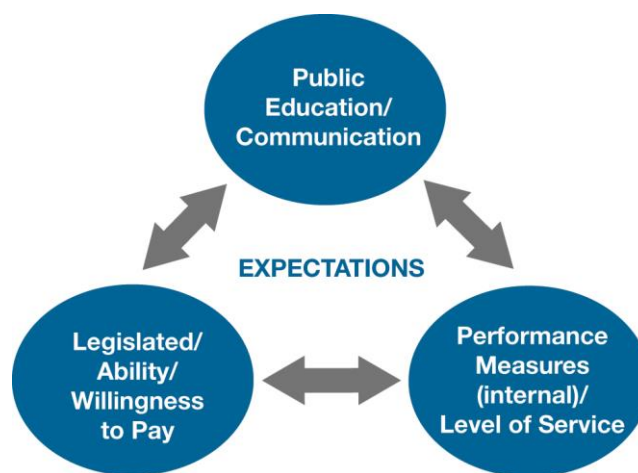 Public
Education/
Communication
EXPECTATIONS
Legislated/
Ability/
Willingness
to Pay
Performance
Measures
(internal)/
Level of Service